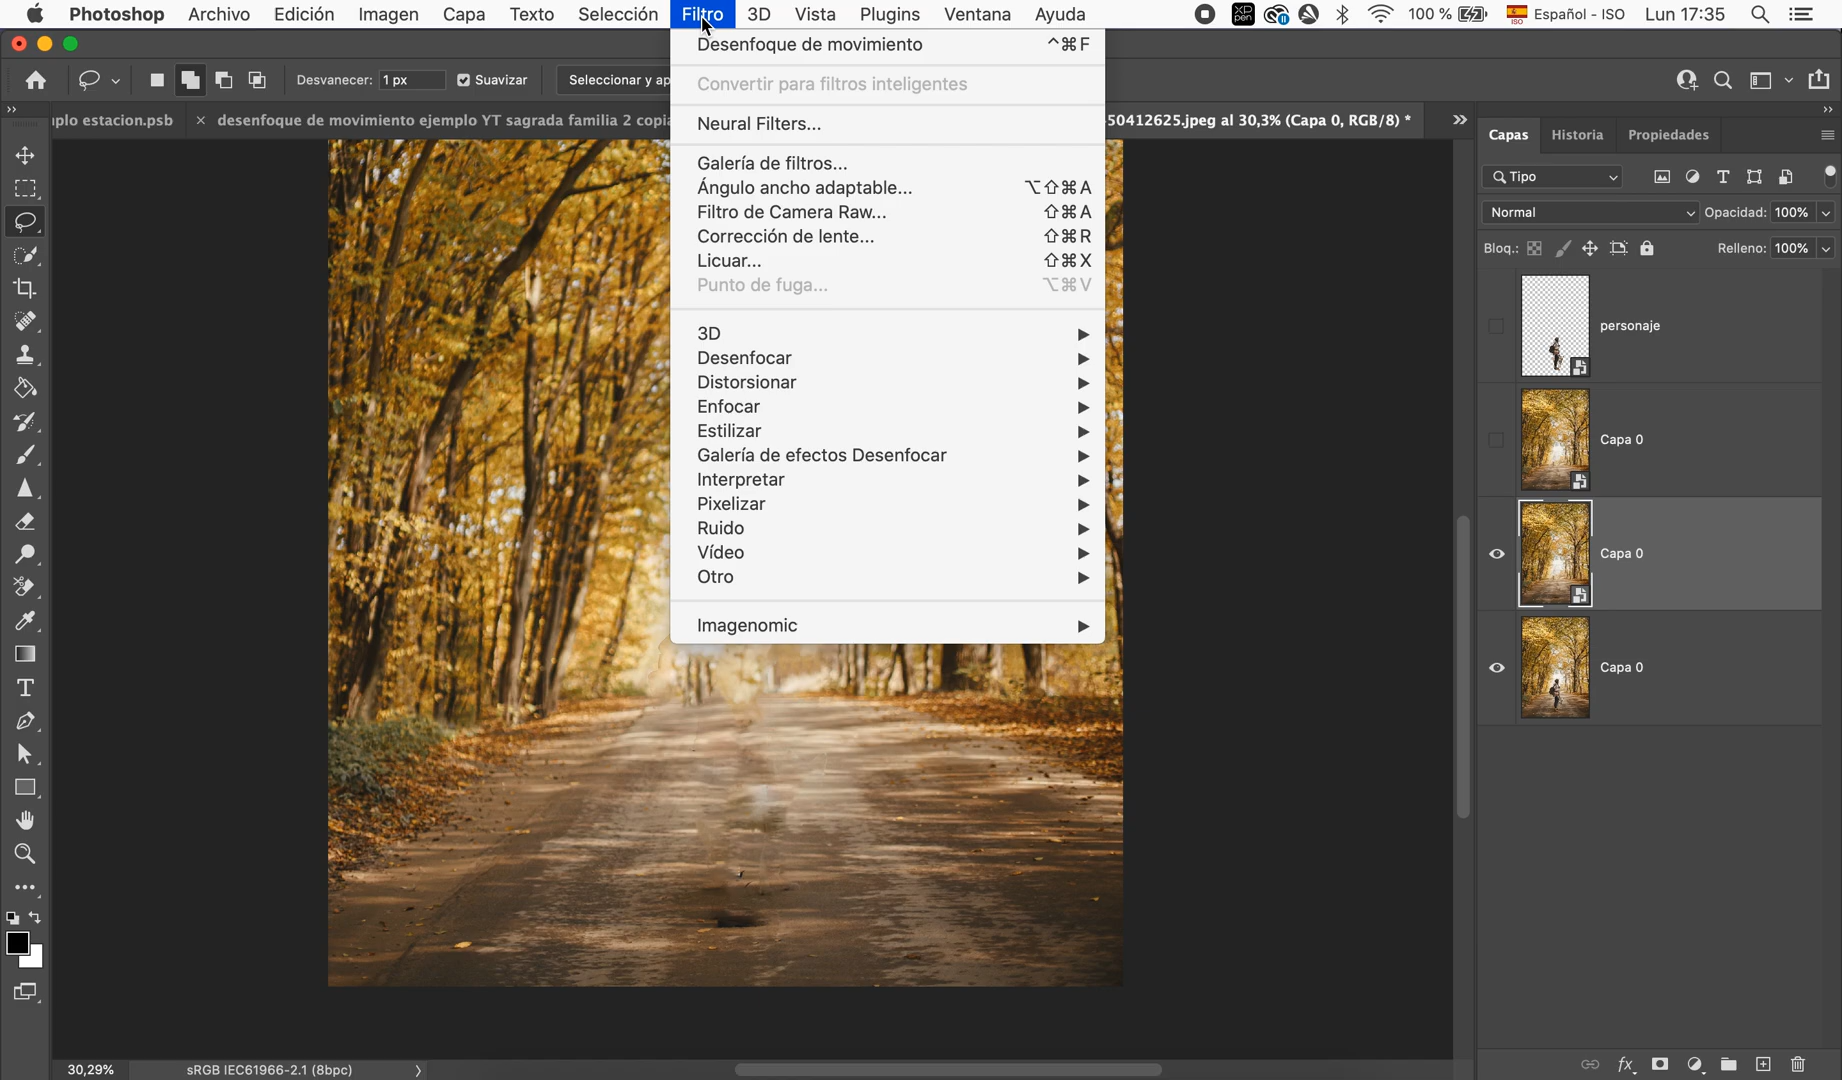 Photoshop Archivo Edición Imagen Capa Texto Selección Filtro 3D Vista Plugins Ventana Ayuda XP pen 100 % ISO Español - ISO Lun 17:35
Desvanecer: 1 px Suavizar Seleccionar y ap
plo estacion.psb × desenfoque de movimiento ejemplo YT sagrada familia 2 copia 50412625.jpeg al 30,3% (Capa 0, RGB/8) *
Desenfoque de movimiento ^⌘F
Convertir para filtros inteligentes
Neural Filters...
Galería de filtros...
Ángulo ancho adaptable... ⌥⇧⌘A
Filtro de Camera Raw... ⇧⌘A
Corrección de lente... ⇧⌘R
Licuar... ⇧⌘X
Punto de fuga... ⌥⌘V
3D
Desenfocar
Distorsionar
Enfocar
Estilizar
Galería de efectos Desenfocar
Interpretar
Pixelizar
Ruido
Vídeo
Otro
Imagenomic
Capas Historia Propiedades
Tipo
Normal Opacidad: 100%
Bloq.: Relleno: 100%
personaje
Capa 0
Capa 0
Capa 0
30,29% sRGB IEC61966-2.1 (8bpc)